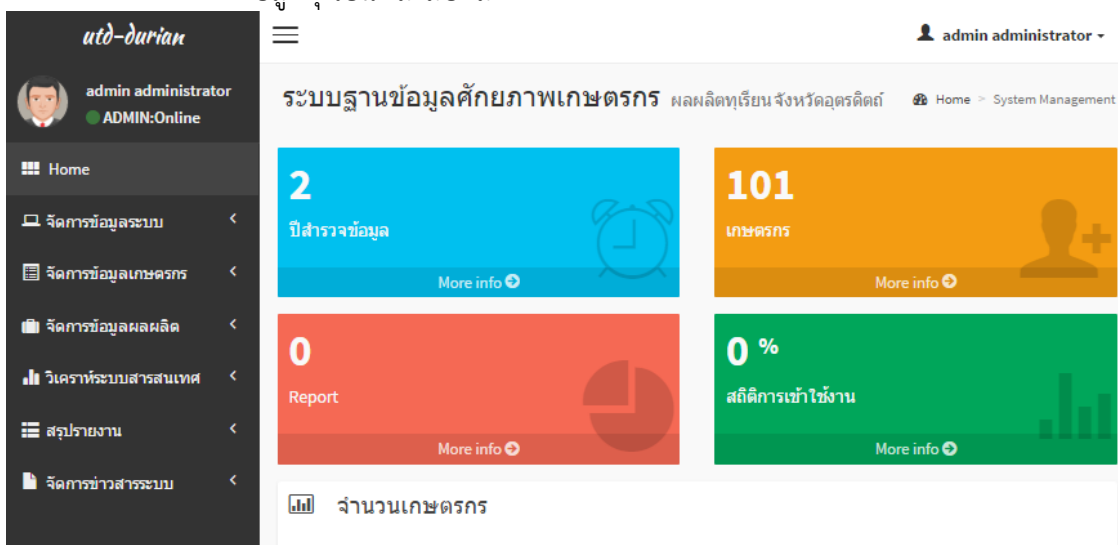 utd-durian
admin administrator
admin administrator
ADMIN:Online
ระบบฐานข้อมูลศักยภาพเกษตรกร ผลผลิตทุเรียน จังหวัดอุตรดิตถ์
Home > System Management
Home
จัดการข้อมูลระบบ
จัดการข้อมูลเกษตรกร
จัดการข้อมูลผลผลิต
วิเคราะห์ระบบสารสนเทศ
สรุปรายงาน
จัดการข่าวสารระบบ
2
ปีสำรวจข้อมูล
More info
101
เกษตรกร
More info
0
Report
More info
0 %
สถิติการเข้าใช้งาน
More info
จำนวนเกษตรกร